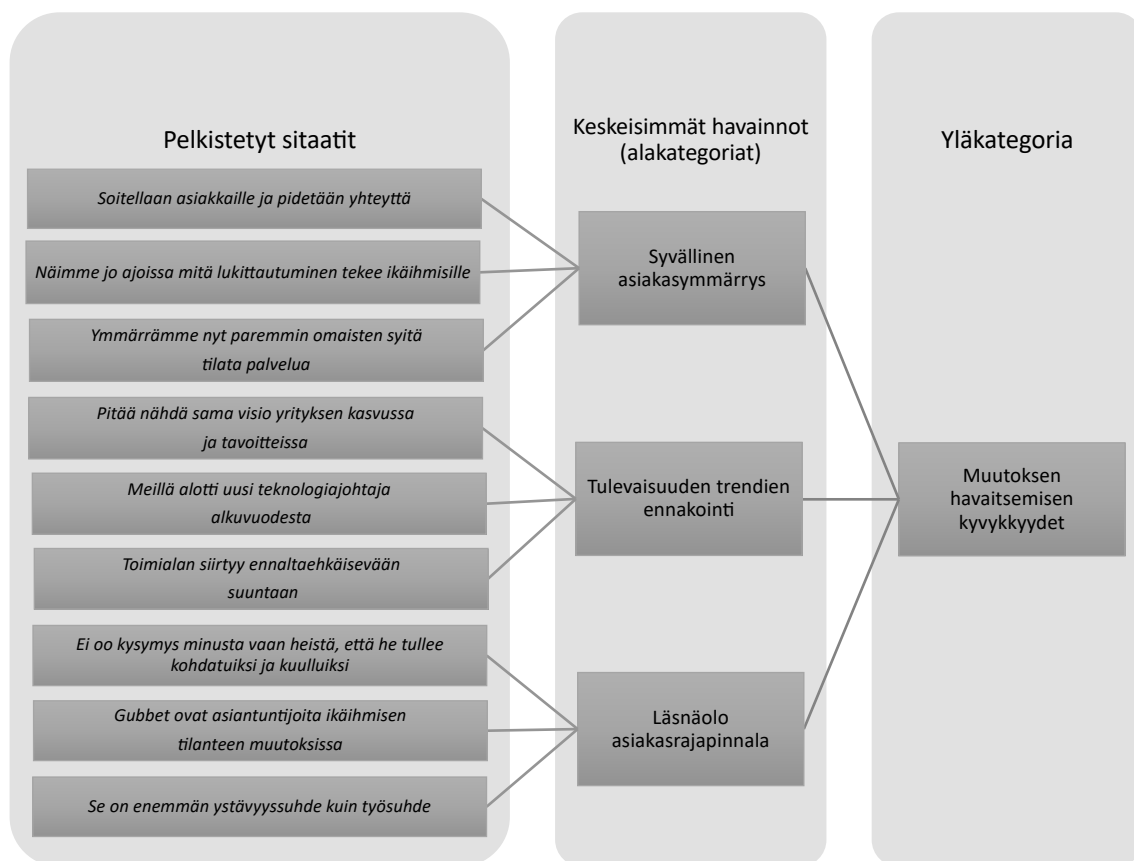 Pelkistetyt sitaatit
Soitellaan asiakkaille ja pidetään yhteyttä
Näimme jo ajoissa mitä lukittautuminen tekee ikäihmisille
Ymmärrämme nyt paremmin omaisten syitä
tilata palvelua
Pitää nähdä sama visio yrityksen kasvussa
ja tavoitteissa
Meillä alotti uusi teknologiajohtaja
alkuvuodesta
Toimialan siirtyy ennaltaehkäisevään
suuntaan
Ei oo kysymys minusta vaan heistä, että he tullee
kohdatuiksi ja kuulluiksi
Gubbet ovat asiantuntijoita ikäihmisen
tilanteen muutoksissa
Se on enemmän ystävyyssuhde kuin työsuhde
Keskeisimmät havainnot
(alakategoriat)
Syvällinen
asiakasymmärrys
Tulevaisuuden trendien
ennakointi
Läsnäolo
asiakasrajapinnala
Yläkategoria
Muutoksen
havaitsemisen
kyvykkyydet